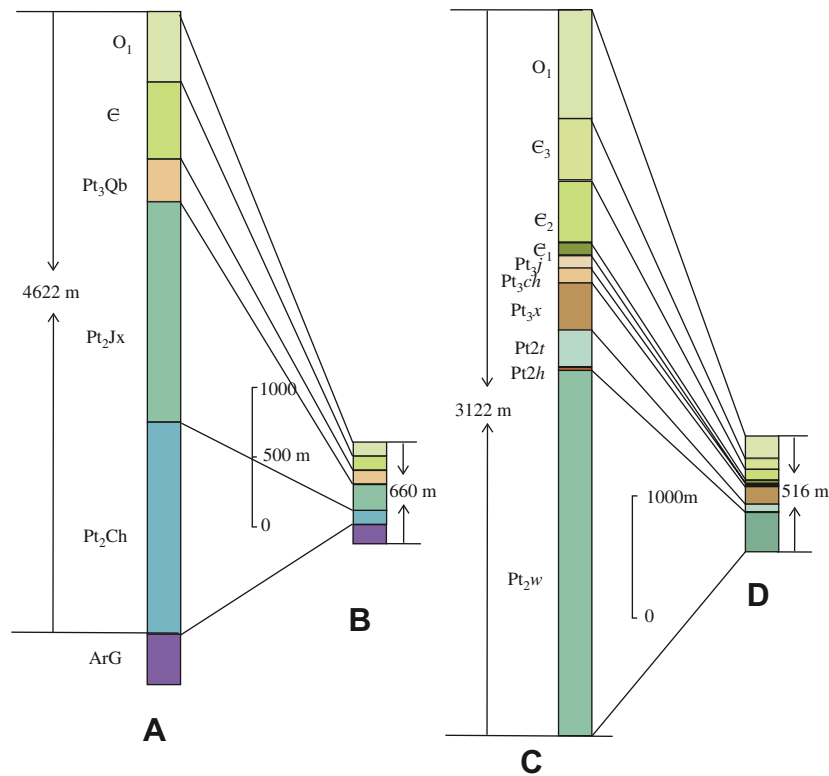 O₁
Є
Pt₃Qb
4622 m
Pt₂Jx
Pt₂Ch
ArG
A
1000
500 m
0
660 m
B
O₁
Є₃
Є₂
Є₁
Pt₃j
Pt₃ch
Pt₃x
Pt2t
Pt2h
3122 m
Pt₂w
C
1000m
0
516 m
D